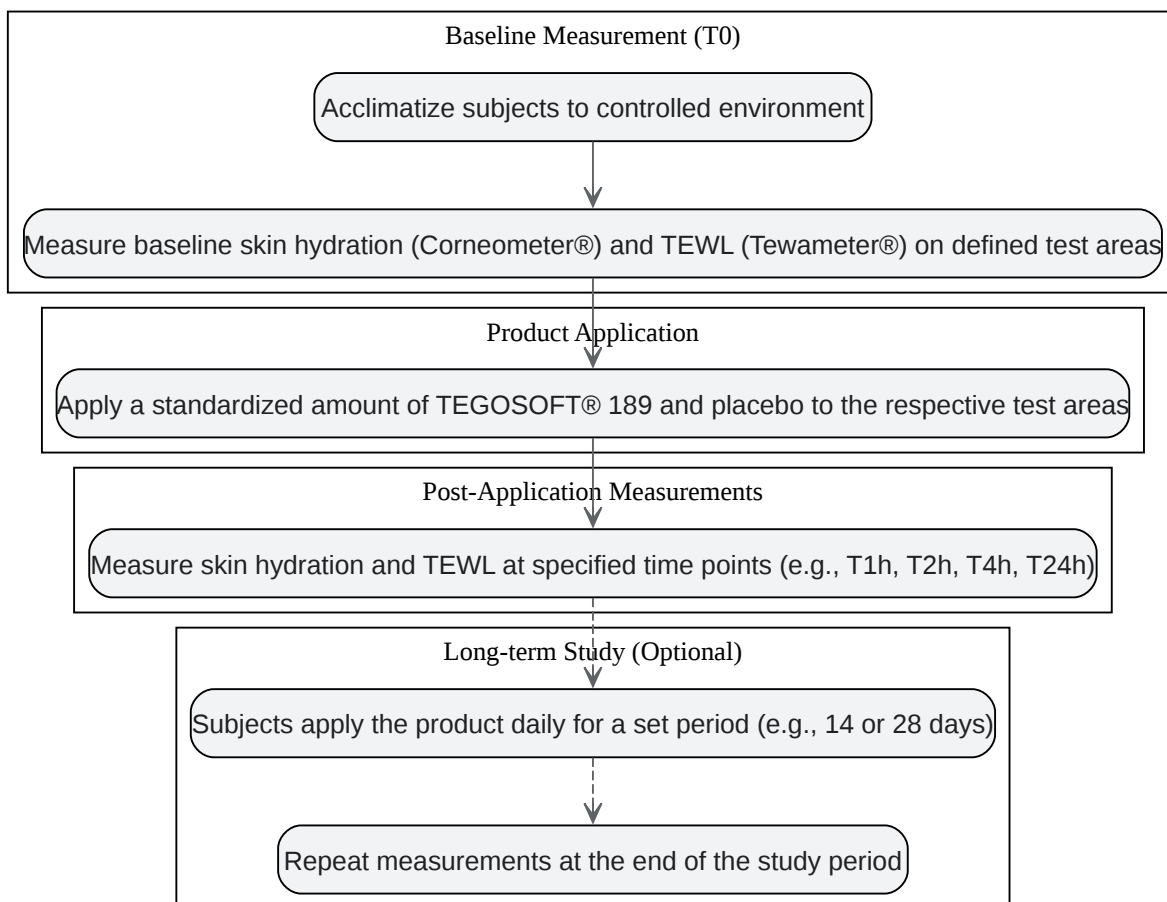 Baseline Measurement (T0)
Acclimatize subjects to controlled environment
Measure baseline skin hydration (Corneometer®) and TEWL (Tewameter®) on defined test areas
Product Application
Apply a standardized amount of TEGOSOFT® 189 and placebo to the respective test areas
Post-Application Measurements
Measure skin hydration and TEWL at specified time points (e.g., T1h, T2h, T4h, T24h)
Long-term Study (Optional)
Subjects apply the product daily for a set period (e.g., 14 or 28 days)
Repeat measurements at the end of the study period